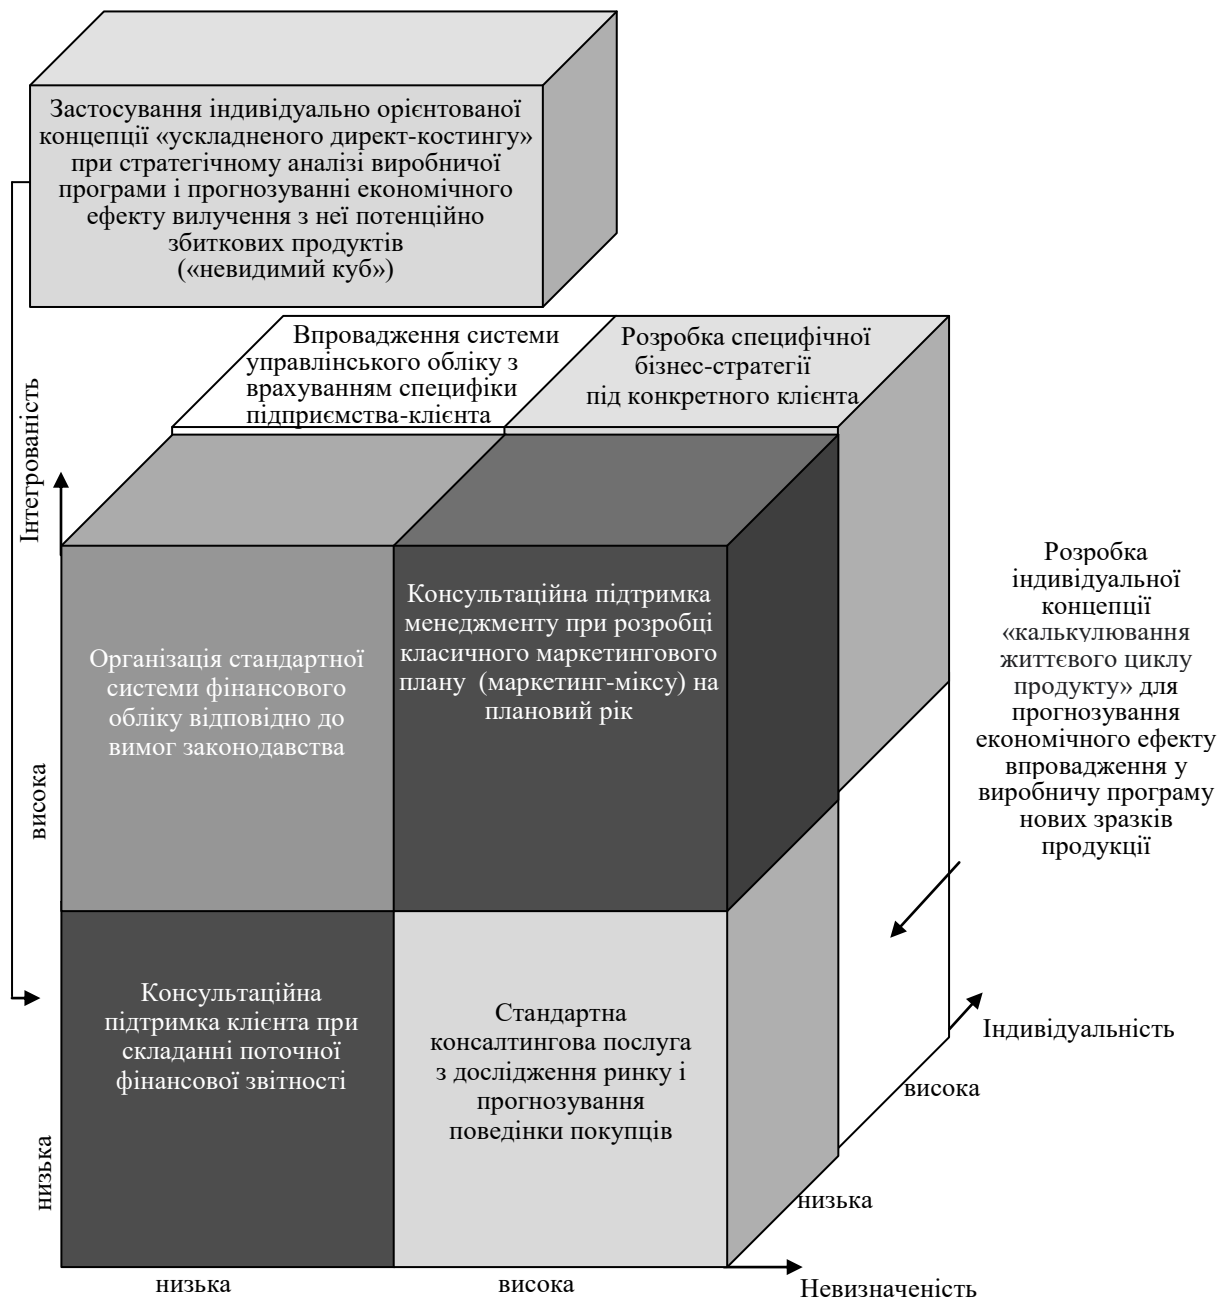 Застосування індивідуально орієнтованої
концепції «ускладненого директ-костингу»
при стратегічному аналізі виробничої
програми і прогнозуванні економічного
ефекту вилучення з неї потенційно
збиткових продуктів
(«невидимий куб»)
Впровадження системи
управлінського обліку з
врахуванням специфіки
підприємства-клієнта
Розробка специфічної
бізнес-стратегії
під конкретного клієнта
Інтегрованість
висока
низька
Організація стандартної
системи фінансового
обліку відповідно до
вимог законодавства
Консультаційна підтримка
менеджменту при розробці
класичного маркетингового
плану (маркетинг-міксу) на
плановий рік
Розробка
індивідуальної
концепції
«калькулювання
життєвого циклу
продукту» для
прогнозування
економічного ефекту
впровадження у
виробничу програму
нових зразків
продукції
Консультаційна
підтримка клієнта при
складанні поточної
фінансової звітності
Стандартна
консалтингова послуга
з дослідження ринку і
прогнозування
поведінки покупців
Індивідуальність
висока
низька
низька
висока
Невизначеність